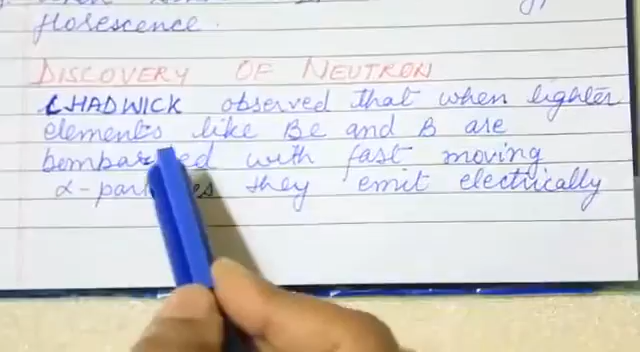 florescence.
DISCOVERY OF NEUTRON
CHADWICK observed that when lighter
elements like Be and B are
with fast moving
they emit electrically